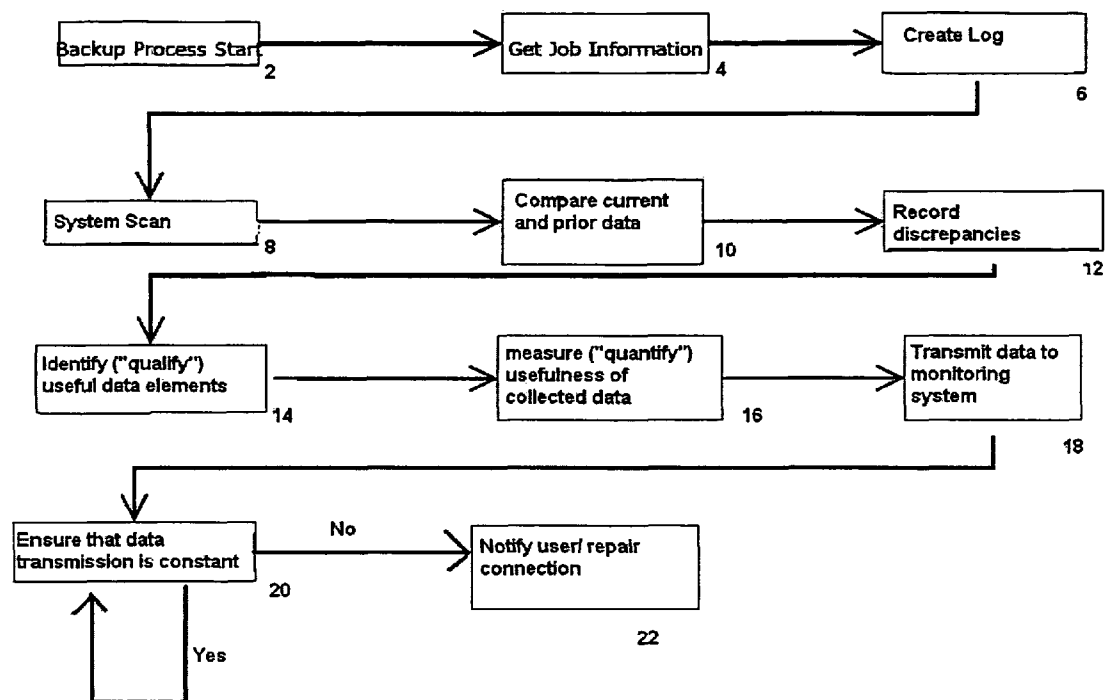 Backup Process Start
2
Get Job Information
4
Create Log
6
System Scan
8
Compare current
and prior data
10
Record
discrepancies
12
Identify ("qualify")
useful data elements
14
measure ("quantify")
usefulness of
collected data
16
Transmit data to
monitoring
system
18
Ensure that data
transmission is constant
20
No
Notify user/ repair
connection
22
Yes